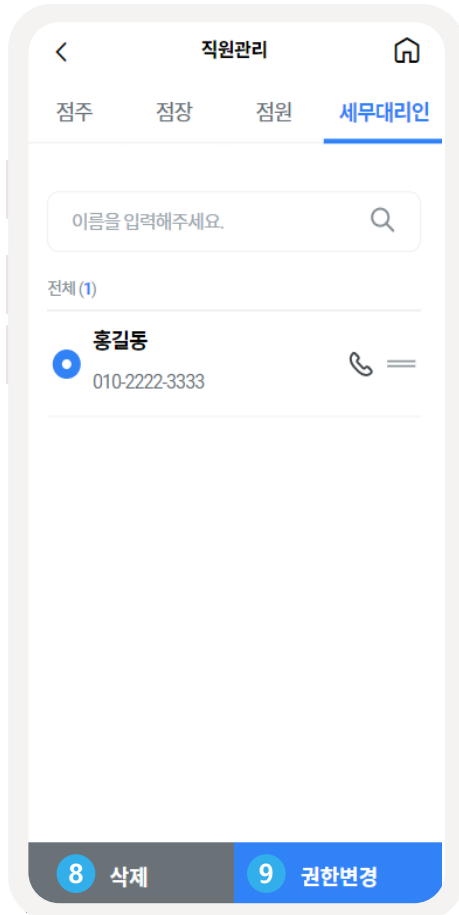 직원관리
점주 점장 점원 세무대리인
이름을 입력해주세요.
전체 (1)
홍길동
010-2222-3333
8 삭제 9 권한변경